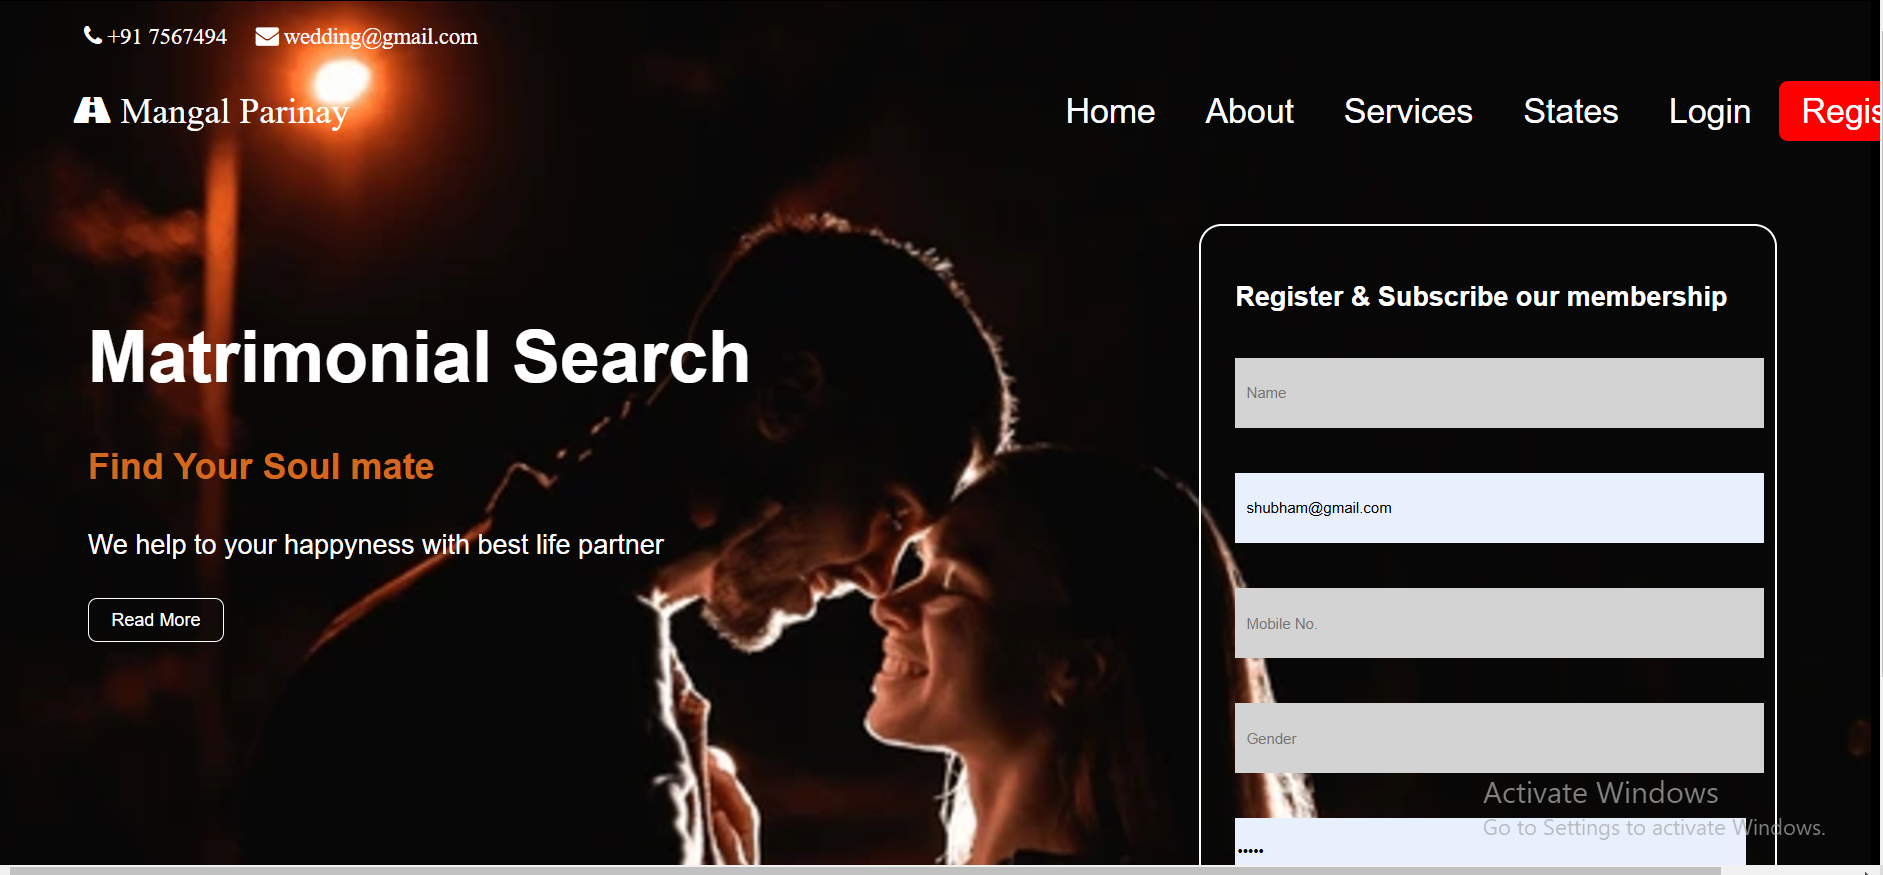 +91 7567494 wedding@gmail.com
Mangal Parinay
Home About Services States Login Regis
Register & Subscribe our membership
Matrimonial Search
Name
Find Your Soul mate
shubham@gmail.com
We help to your happyness with best life partner
Read More
Mobile No.
Gender
Activate Windows
Go to Settings to activate Windows.
•••••